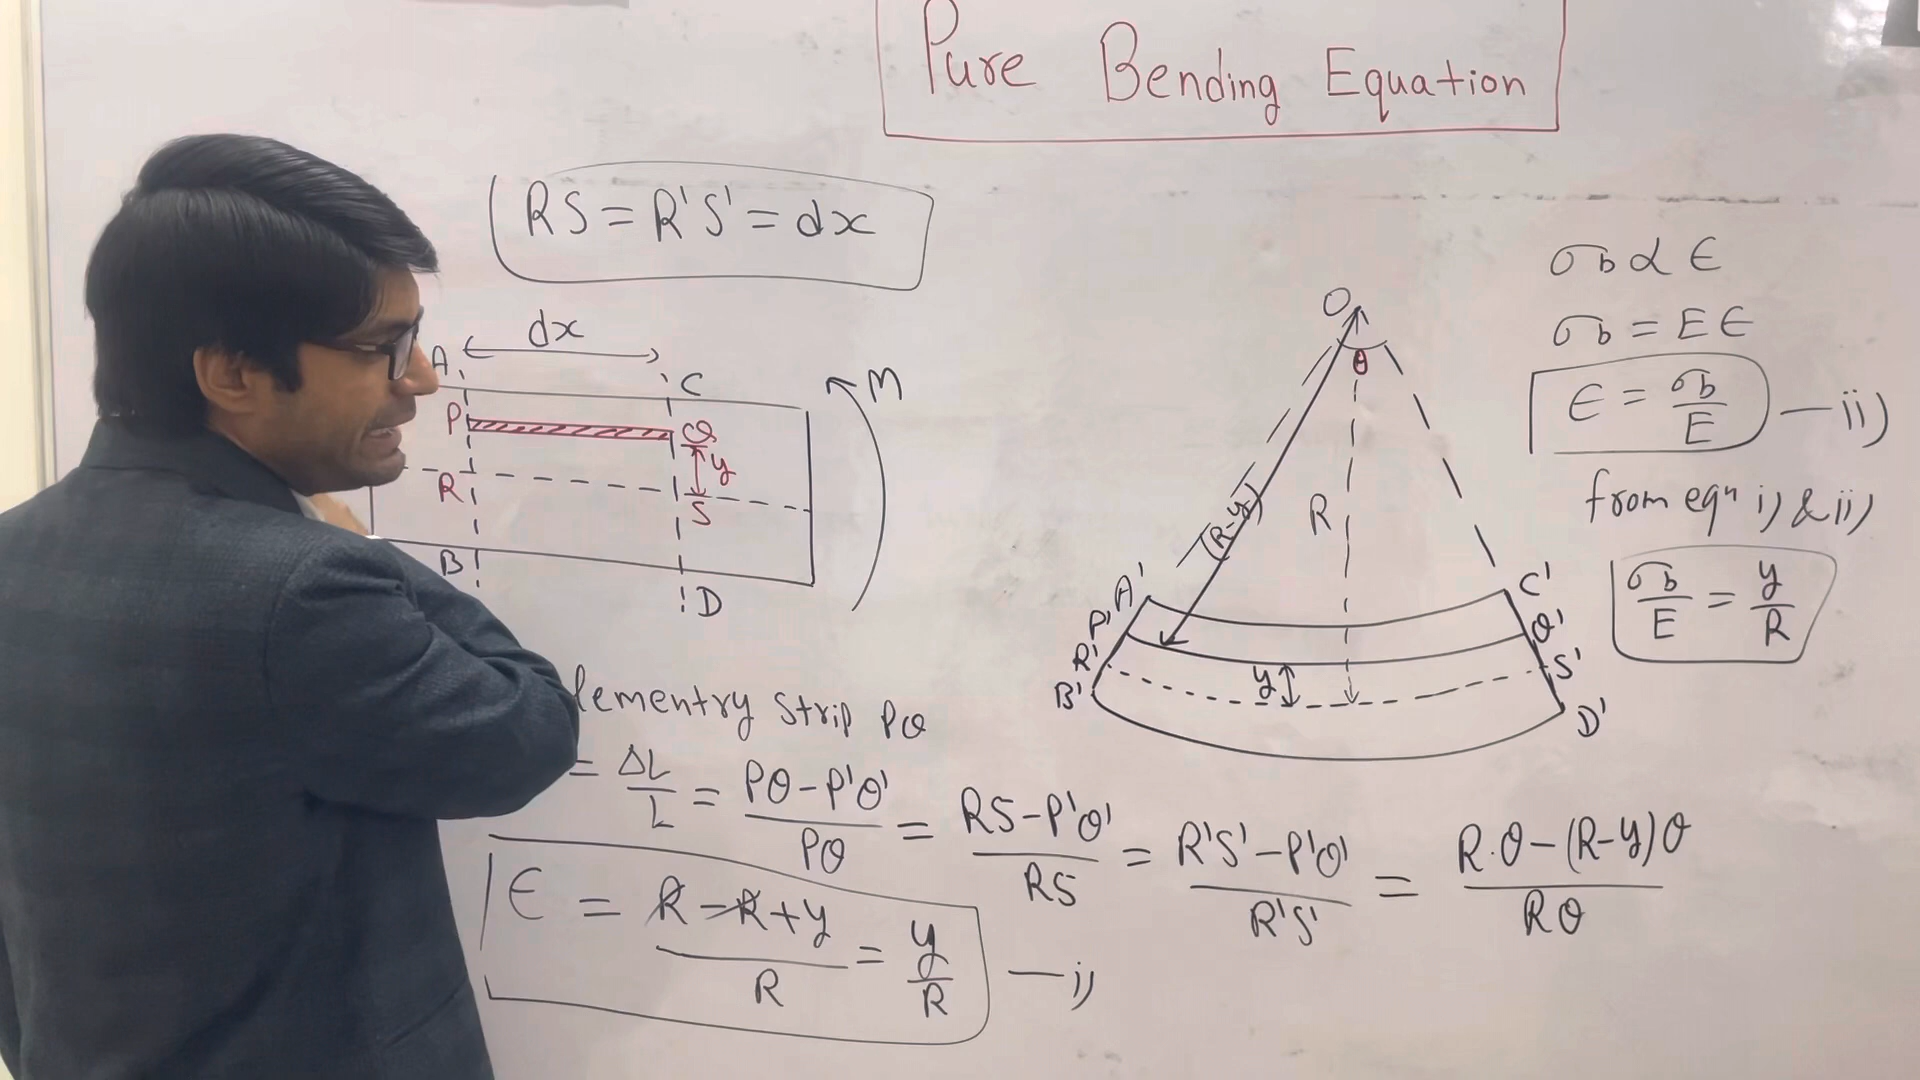 Pure Bending Equation
RS = R'S' = dx
dx
A
C
M
P
Q
y
R
S
B
D
O
θ
(R-y)
R
A'
C'
P'
Q'
R'
S'
y
B'
D'
σb α ϵ
σb = Eϵ
ϵ = σb/E — ii)
from eqn i) & ii)
σb/E = y/R
lementry strip PQ
= ΔL/L = (PQ-P'Q')/PQ = (RS-P'Q')/RS = (R'S'-P'Q')/R'S' = (R·θ-(R-y)θ)/Rθ
ϵ = (R-R+y)/R = y/R — i)